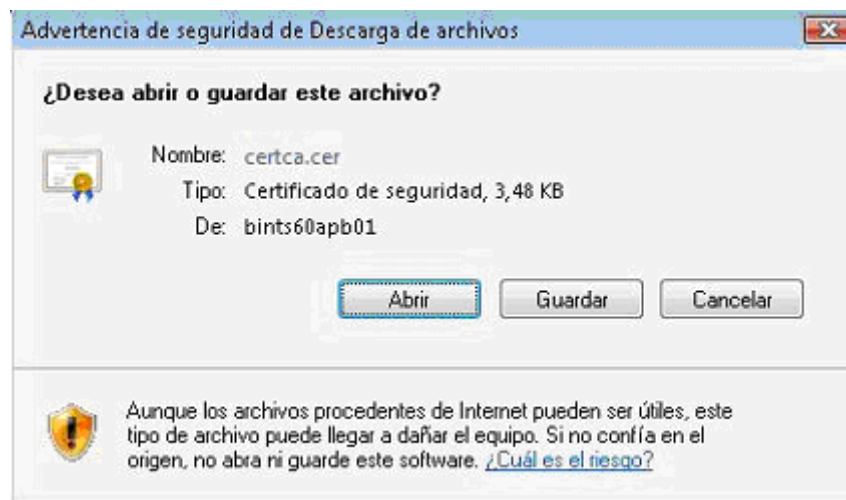 Advertencia de seguridad de Descarga de archivos
¿Desea abrir o guardar este archivo?
Nombre: certca.cer
Tipo: Certificado de seguridad, 3,48 KB
De: bints60apb01
Abrir Guardar Cancelar
Aunque los archivos procedentes de Internet pueden ser útiles, este
tipo de archivo puede llegar a dañar el equipo. Si no confía en el
origen, no abra ni guarde este software. ¿Cuál es el riesgo?